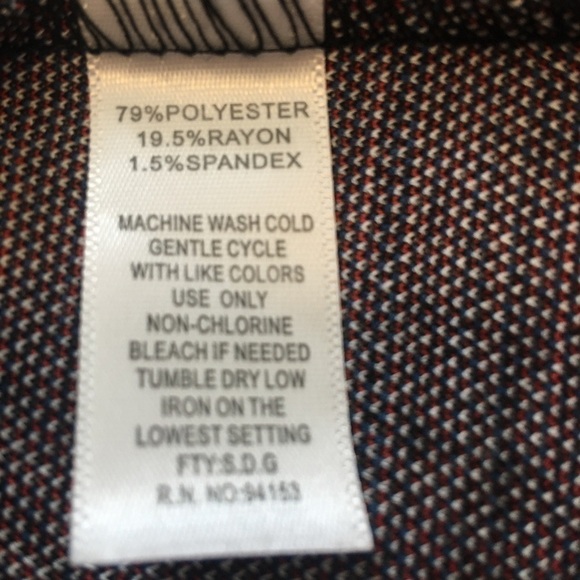 79%POLYESTER
19.5%RAYON
1.5%SPANDEX
MACHINE WASH COLD
GENTLE CYCLE
WITH LIKE COLORS
USE ONLY
NON-CHLORINE
BLEACH IF NEEDED
TUMBLE DRY LOW
IRON ON THE
LOWEST SETTING
FTY:S.D.G
R.N. NO:94153